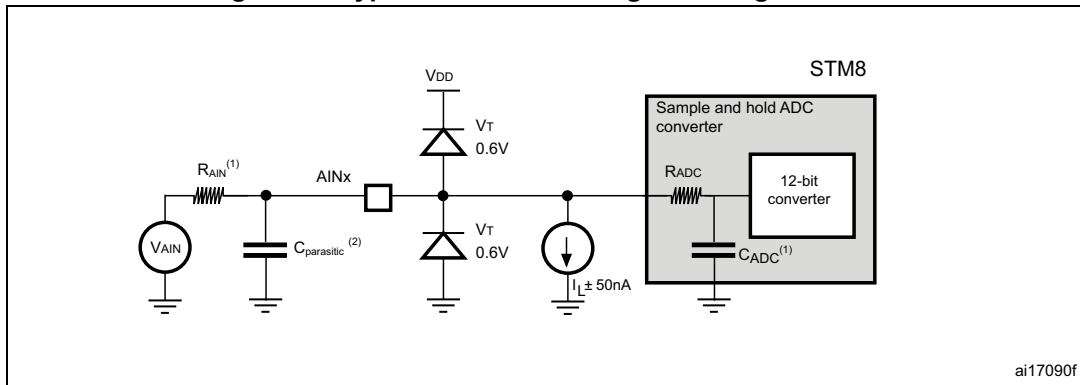 STM8
VDD
Sample and hold ADC
converter
VT
0.6V
RAIN(1)
AINx
RADC
12-bit
converter
VAIN
Cparasitic (2)
VT
0.6V
IL± 50nA
CADC(1)
ai17090f